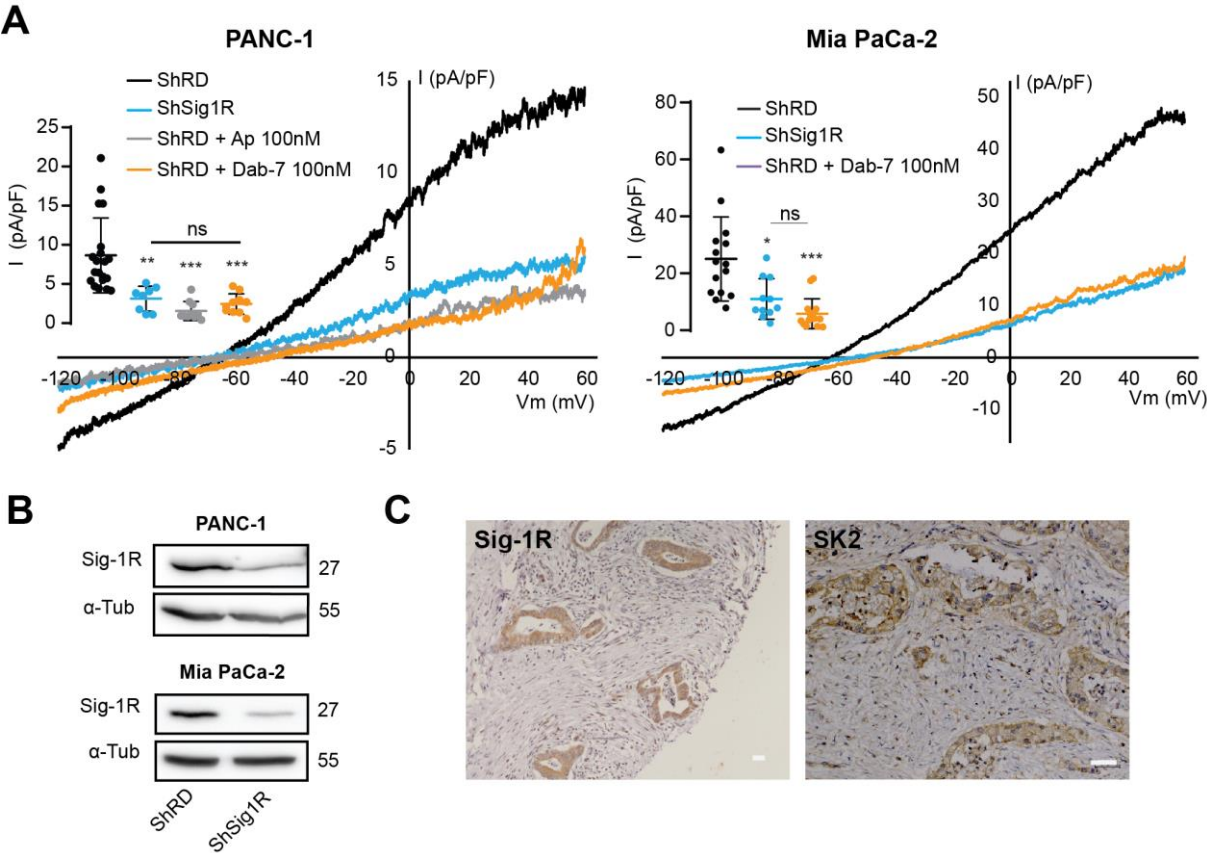 A
PANC-1
ShRD
ShSig1R
ShRD + Ap 100nM
ShRD + Dab-7 100nM
I (pA/pF)
25
20
15
10
5
0
**
***
***
ns
I (pA/pF)
15
10
5
0
-5
-120 -100 -80 -60 -40 -20 0 20 40 60
Vm (mV)
Mia PaCa-2
ShRD
ShSig1R
ShRD + Dab-7 100nM
I (pA/pF)
80
60
40
20
0
*
***
ns
I (pA/pF)
50
40
30
20
10
0
-10
-120 -100 -80 -60 -40 -20 0 20 40 60
Vm (mV)
B
PANC-1
Sig-1R 27
α-Tub 55
Mia PaCa-2
Sig-1R 27
α-Tub 55
ShRD
ShSig1R
C
Sig-1R
SK2